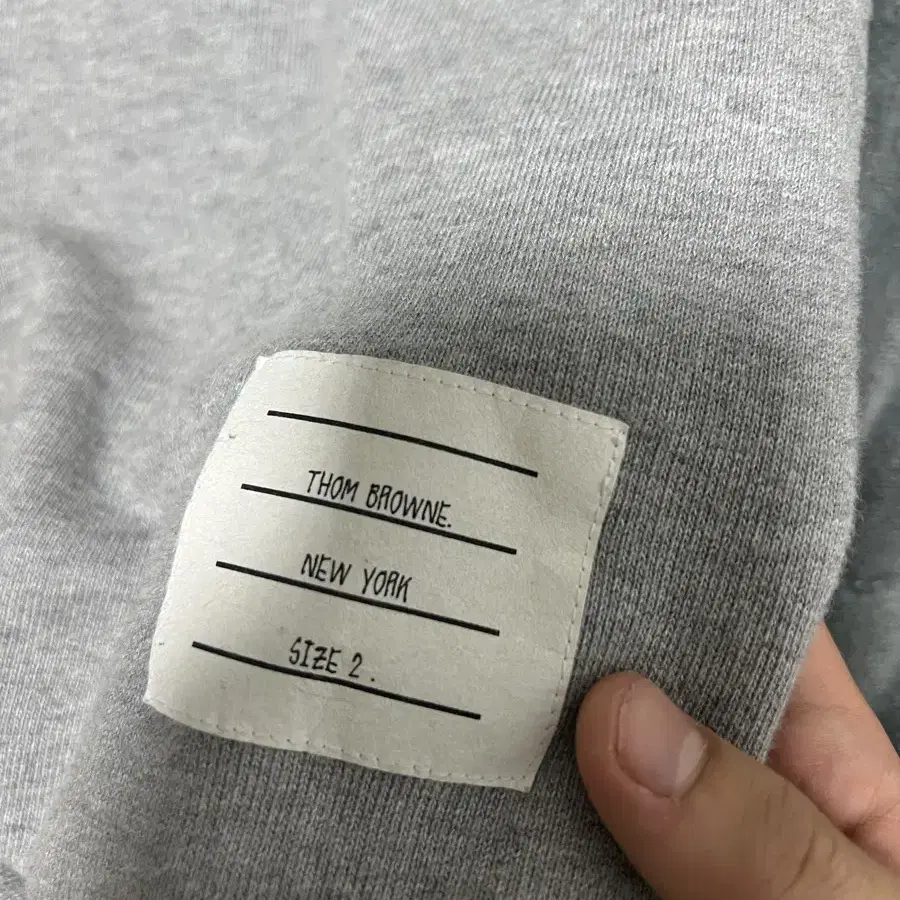 THOM BROWNE.
NEW YORK
SIZE 2.